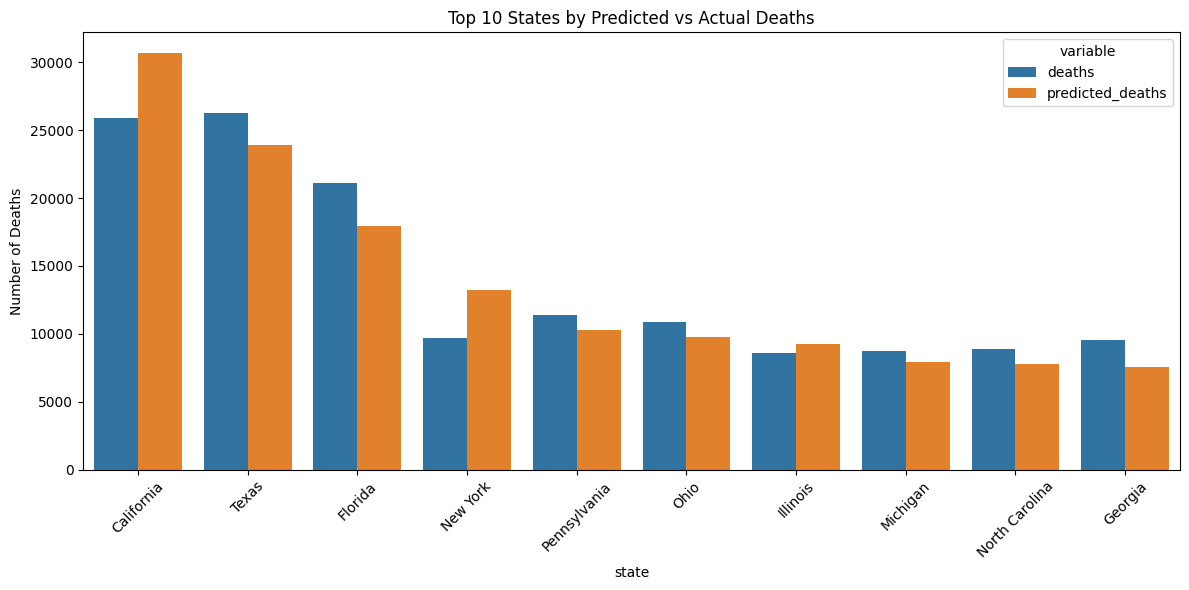 Top 10 States by Predicted vs Actual Deaths
variable
deaths
predicted_deaths
Number of Deaths
30000
25000
20000
15000
10000
5000
0
California
Texas
Florida
New York
Pennsylvania
Ohio
Illinois
Michigan
North Carolina
Georgia
state